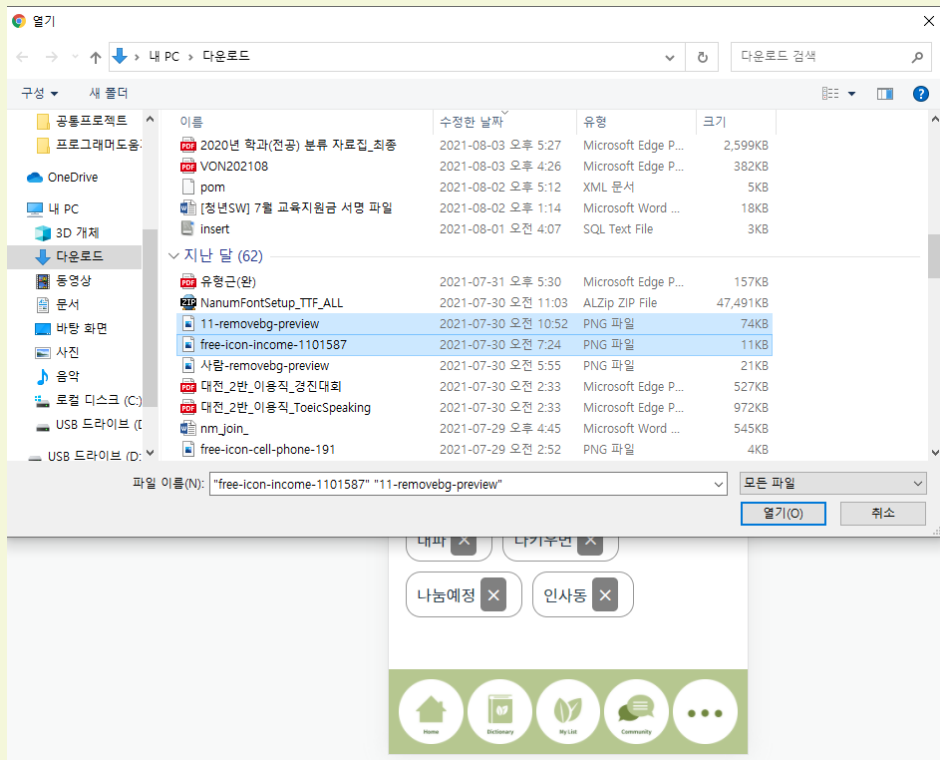 열기
내 PC > 다운로드
다운로드 검색
구성 새 폴더
이름 수정한 날짜 유형 크기
공통프로젝트
프로그래머도움
OneDrive
내 PC
3D 개체
다운로드
동영상
문서
바탕 화면
사진
음악
로컬 디스크 (C:)
USB 드라이브 (D
USB 드라이브 (D:
2020년 학과(전공) 분류 자료집_최종 2021-08-03 오후 5:27 Microsoft Edge P... 2,599KB
VON202108 2021-08-03 오후 4:26 Microsoft Edge P... 382KB
pom 2021-08-02 오후 5:12 XML 문서 5KB
[청년SW] 7월 교육지원금 서명 파일 2021-08-02 오후 1:14 Microsoft Word ... 18KB
insert 2021-08-01 오전 4:07 SQL Text File 3KB
지난 달 (62)
유형근(완) 2021-07-31 오후 5:30 Microsoft Edge P... 157KB
NanumFontSetup_TTF_ALL 2021-07-30 오전 11:03 ALZip ZIP File 47,491KB
11-removebg-preview 2021-07-30 오전 10:52 PNG 파일 74KB
free-icon-income-1101587 2021-07-30 오전 7:24 PNG 파일 11KB
사람-removebg-preview 2021-07-30 오전 5:55 PNG 파일 21KB
대전_2반_이용직_경진대회 2021-07-30 오전 2:33 Microsoft Edge P... 527KB
대전_2반_이용직_ToeicSpeaking 2021-07-30 오전 2:33 Microsoft Edge P... 972KB
nm_join_ 2021-07-29 오후 4:45 Microsoft Word ... 545KB
free-icon-cell-phone-191 2021-07-29 오전 2:52 PNG 파일 4KB
파일 이름(N): "free-icon-income-1101587" "11-removebg-preview" 모든 파일
열기(O) 취소
대파 × 다키우면 ×
나눔예정 × 인사동 ×
Home Dictionary My List Community